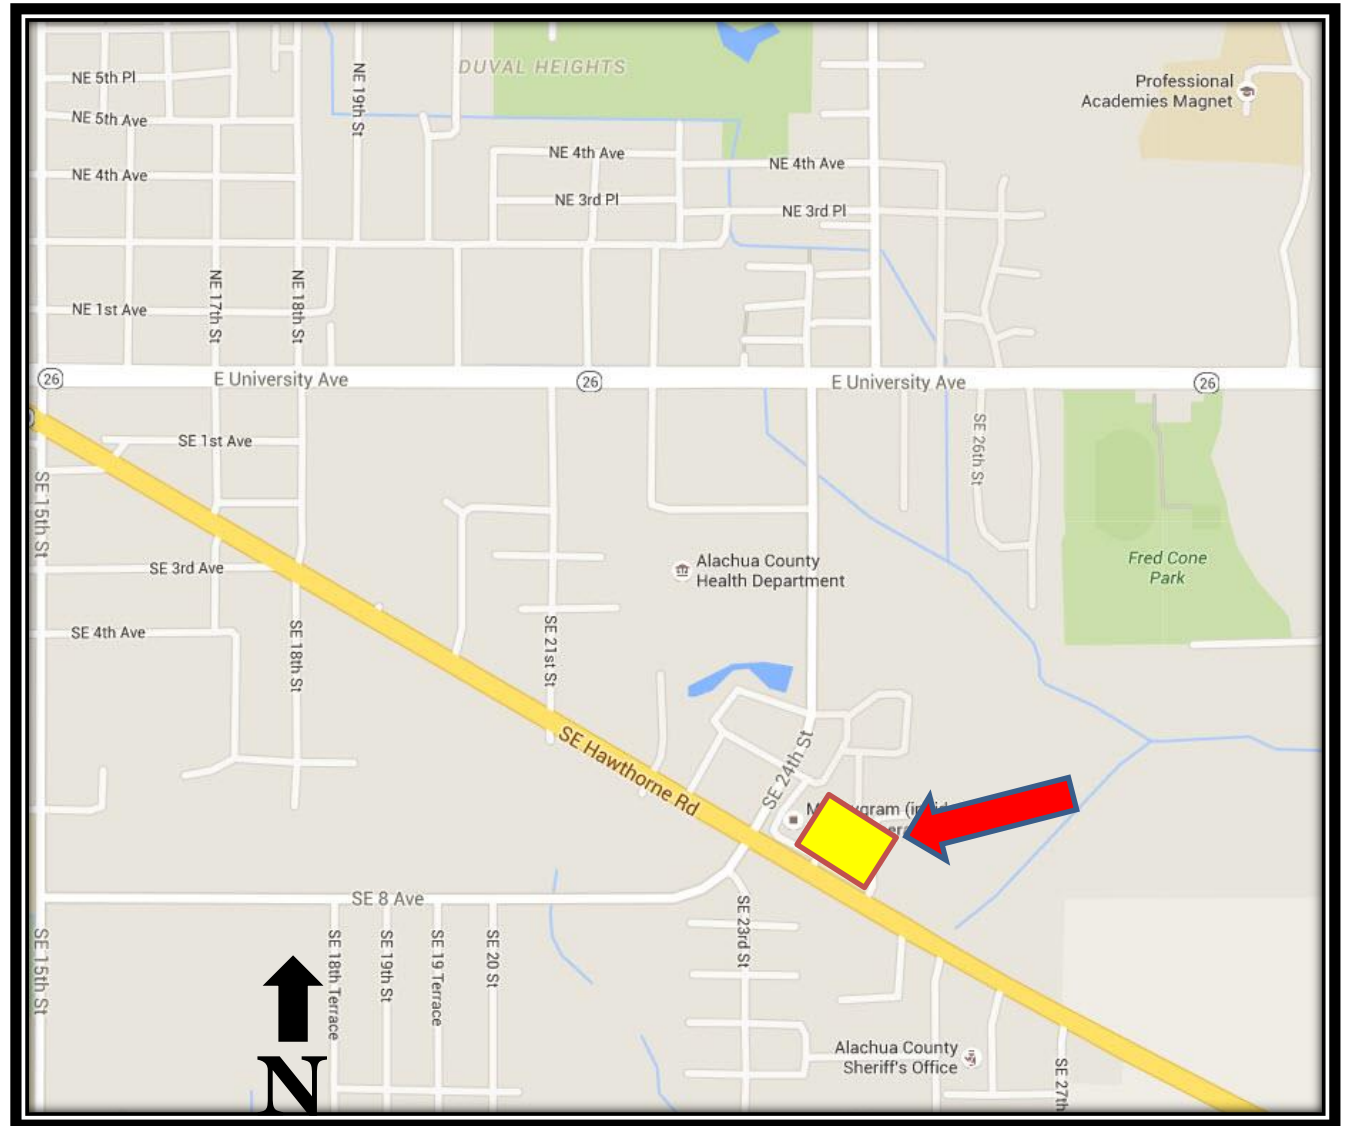 DUVAL HEIGHTS
NE 5th Pl
NE 19th St
Professional
Academies Magnet
NE 5th Ave
NE 4th Ave
NE 4th Ave
NE 4th Ave
NE 3rd Pl
NE 3rd Pl
NE 17th St
NE 18th St
NE 1st Ave
26
E University Ave
26
E University Ave
26
SE 1st Ave
SE 26th St
SE 15th St
SE 3rd Ave
Alachua County
Health Department
Fred Cone
Park
SE 4th Ave
SE 18th St
SE 21st St
SE Hawthorne Rd
SE 24th St
SE 8 Ave
SE 23rd St
SE 15th St
SE 18th Terrace
SE 19th St
SE 19 Terrace
SE 20 St
N
Alachua County
Sheriff's Office
SE 27th